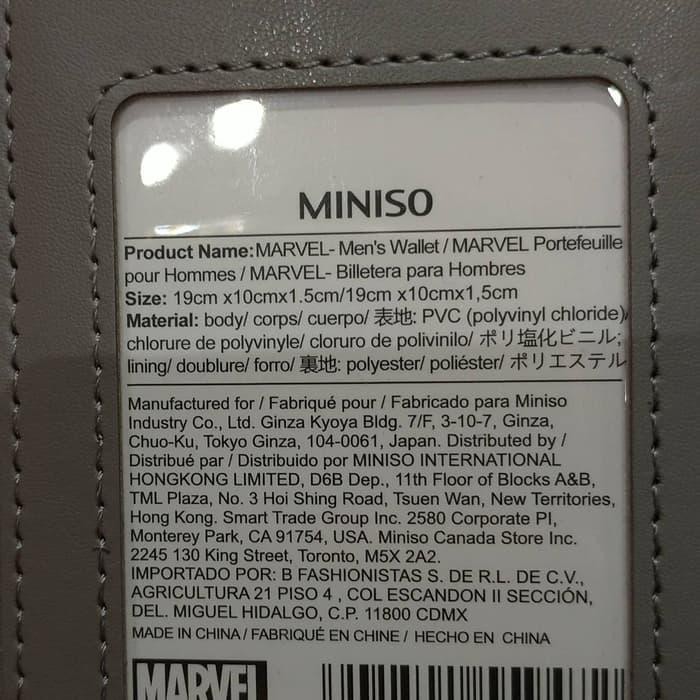 MINISO
Product Name:MARVEL- Men's Wallet / MARVEL Portefeuille
pour Hommes / MARVEL- Billetera para Hombres
Size: 19cm x10cmx1.5cm/19cm x10cmx1,5cm
Material: body/ corps/ cuerpo/ 表地: PVC (polyvinyl chloride)/
chlorure de polyvinyle/ cloruro de polivinilo/ ポリ塩化ビニル;
lining/ doublure/ forro/ 裏地: polyester/ poliéster/ ポリエステル
Manufactured for / Fabriqué pour / Fabricado para Miniso
Industry Co., Ltd. Ginza Kyoya Bldg. 7/F, 3-10-7, Ginza,
Chuo-Ku, Tokyo Ginza, 104-0061, Japan. Distributed by /
Distribué par / Distribuido por MINISO INTERNATIONAL
HONGKONG LIMITED, D6B Dep., 11th Floor of Blocks A&B,
TML Plaza, No. 3 Hoi Shing Road, Tsuen Wan, New Territories,
Hong Kong. Smart Trade Group Inc. 2580 Corporate Pl,
Monterey Park, CA 91754, USA. Miniso Canada Store Inc.
2245 130 King Street, Toronto, M5X 2A2.
IMPORTADO POR: B FASHIONISTAS S. DE R.L. DE C.V.,
AGRICULTURA 21 PISO 4 , COL ESCANDON II SECCIÓN,
DEL. MIGUEL HIDALGO, C.P. 11800 CDMX
MADE IN CHINA / FABRIQUÉ EN CHINE / HECHO EN CHINA
MARVEL